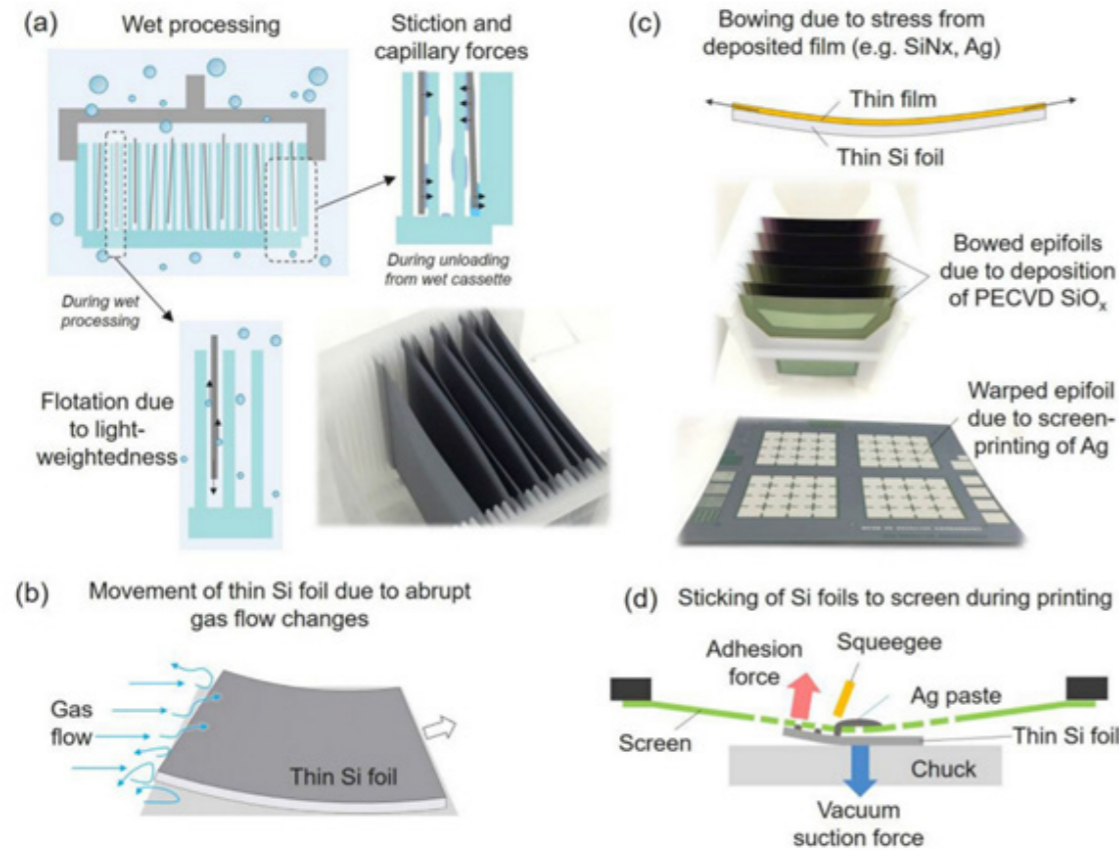 (a)
Wet processing
Stiction and
capillary forces
During unloading
from wet cassette
During wet
processing
Flotation due
to light-
weightedness
(b)
Movement of thin Si foil due to abrupt
gas flow changes
Gas
flow
Thin Si foil
(c)
Bowing due to stress from
deposited film (e.g. SiNx, Ag)
Thin film
Thin Si foil
Bowed epifoils
due to deposition
of PECVD SiOx
Warped epifoil
due to screen-
printing of Ag
(d)
Sticking of Si foils to screen during printing
Squeegee
Adhesion
force
Ag paste
Screen
Thin Si foil
Chuck
Vacuum
suction force